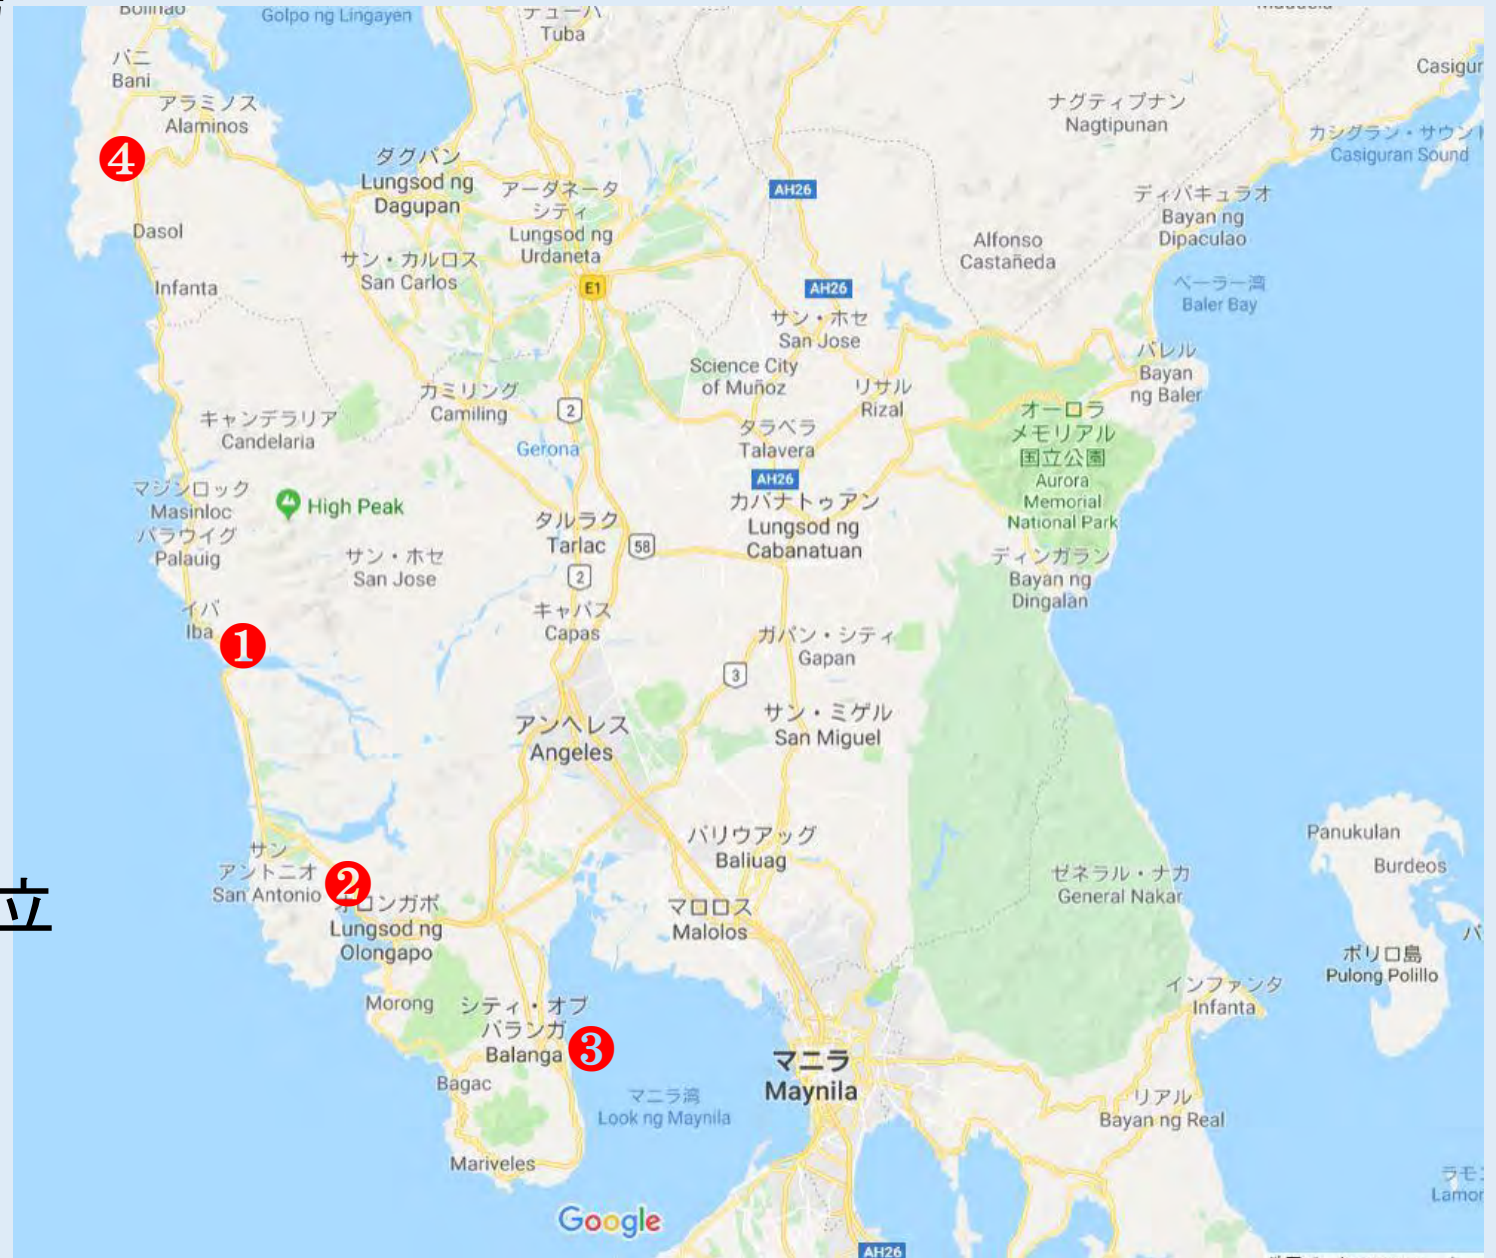 Golpo ng Lingayen
テューバ
Tuba
バニ
Bani
アラミノス
Alaminos
Casigur
ナグティプナン
Nagtipunan
カシグラン・サウンド
Casiguran Sound
4
ダグパン
Lungsod ng
Dagupan
アーダネータ
シティ
Lungsod ng
Urdaneta
AH26
ディパキュラオ
Bayan ng
Dipaculao
Dasol
サン・カルロス
San Carlos
Alfonso
Castañeda
Infanta
E1
AH26
ベーラー湾
Baler Bay
サン・ホセ
San Jose
バレル
Bayan
ng Baler
Science City
of Muñoz
リサル
Rizal
カミリング
Camiling
2
キャンデラリア
Candelaria
オーロラ
メモリアル
国立公園
Aurora
Memorial
National Park
タラベラ
Talavera
Gerona
AH26
マジンロック
Masinloc
High Peak
カバナトゥアン
Lungsod ng
Cabanatuan
パラウイグ
Palauig
タルラク
Tarlac
58
サン・ホセ
San Jose
ディンガラン
Bayan ng
Dingalan
2
イバ
Iba
1
キャパス
Capas
ガパン・シティ
Gapan
3
アンヘレス
Angeles
サン・ミゲル
San Miguel
バリウアッグ
Baliuag
Panukulan
Burdeos
サン
アントニオ
San Antonio
2
ゼネラル・ナカ
General Nakar
立
オロンガポ
Lungsod ng
Olongapo
マロロス
Malolos
ポリロ島
Pulong Polillo
インファンタ
Infanta
Morong
シティ・オブ
バランガ
Balanga
3
マニラ
Maynila
Bagac
マニラ湾
Look ng Maynila
リアル
Bayan ng Real
Mariveles
Google
AH26